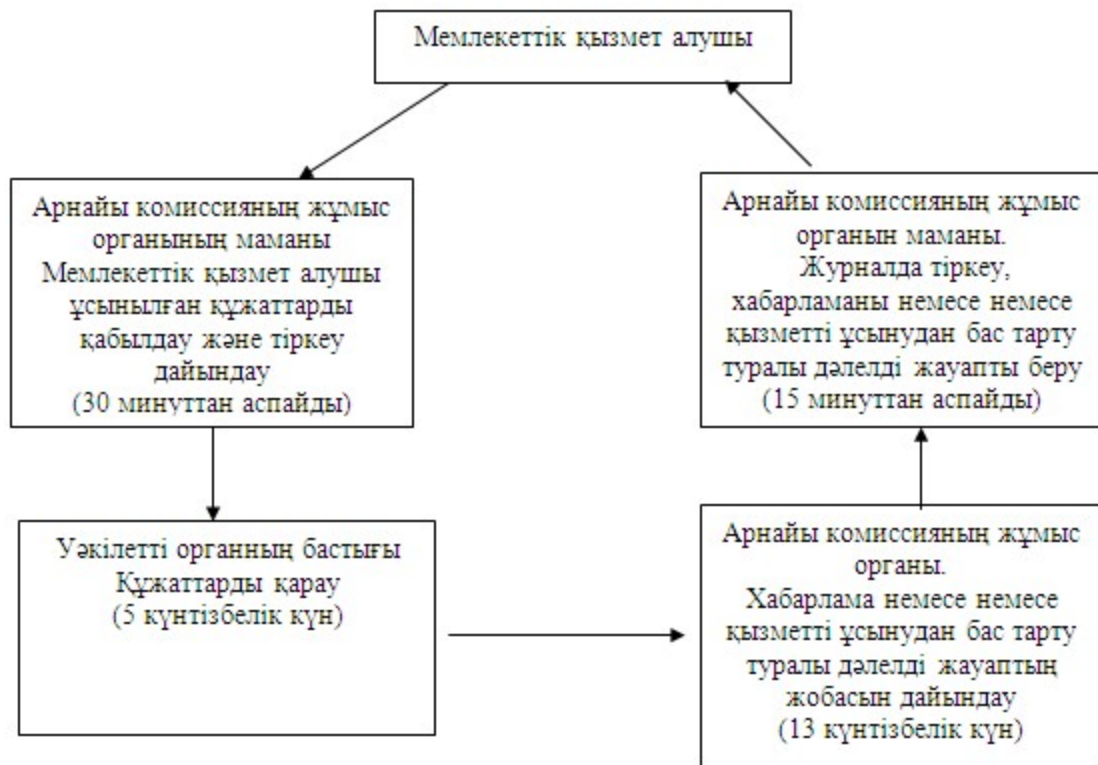 Мемлекеттік қызмет алушы
Арнайы комиссияның жұмыс
органының маманы
Мемлекеттік қызмет алушы
ұсынылған құжаттарды
қабылдау және тіркеу
дайындау
(30 минуттан аспайды)
Уәкілетті органның бастығы
Құжаттарды қарау
(5 күнтізбелік күн)
Арнайы комиссияның жұмыс
органы.
Хабарлама немесе немесе
қызметті ұсынудан бас тарту
туралы дәлелді жауаптың
жобасын дайындау
(13 күнтізбелік күн)
Арнайы комиссияның жұмыс
органын маманы.
Журналда тіркеу,
хабарламаны немесе немесе
қызметті ұсынудан бас тарту
туралы дәлелді жауапты беру
(15 минуттан аспайды)